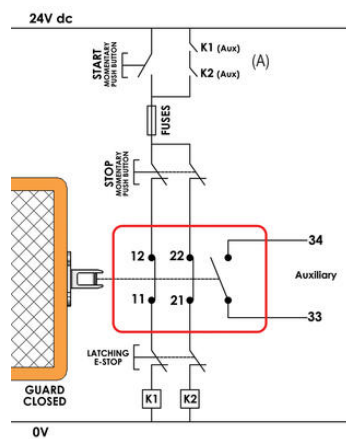 24V dc
START
MOMENTARY
PUSH BUTTON
K1 (Aux)
K2 (Aux)
(A)
FUSES
STOP
MOMENTARY
PUSH BUTTON
12
22
34
Auxiliary
11
21
33
LATCHING
E-STOP
GUARD
CLOSED
K1
K2
0V